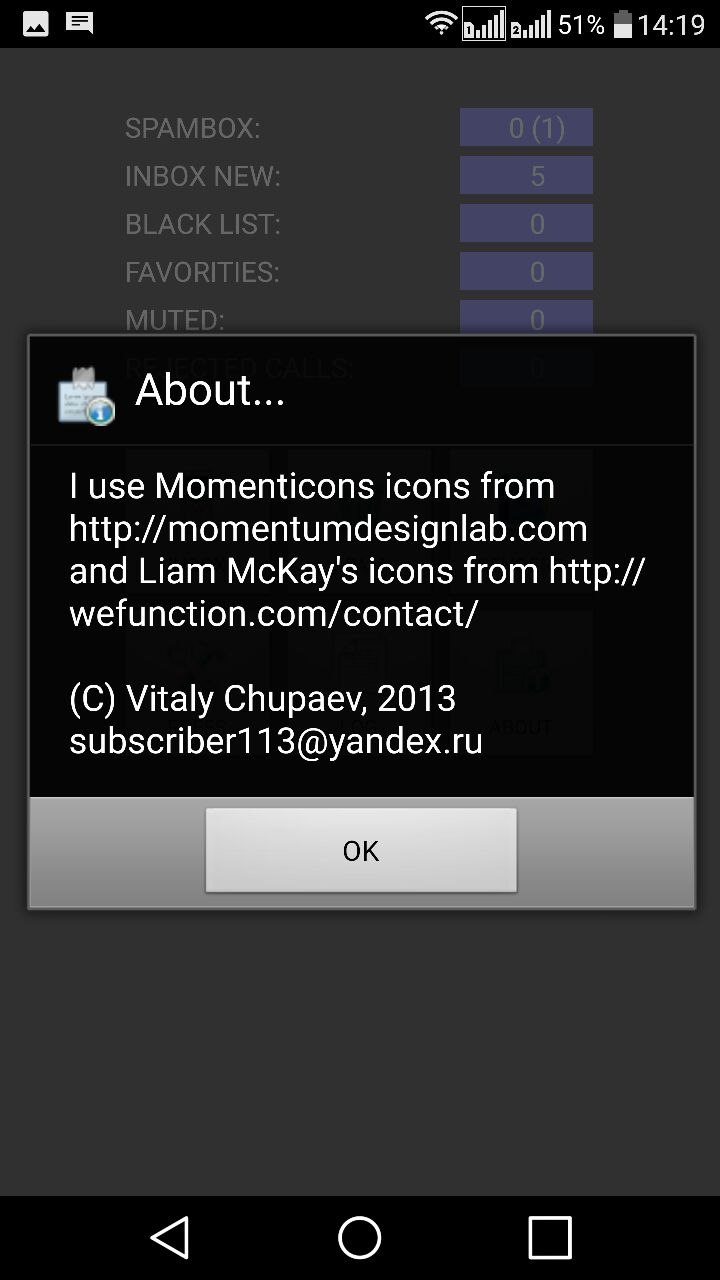 51% 14:19
SPAMBOX: 0 (1)
INBOX NEW: 5
BLACK LIST: 0
FAVORITIES: 0
MUTED: 0
REJECTED CALLS: 0
About...
I use Momenticons icons from
http://momentumdesignlab.com
and Liam McKay's icons from http://
wefunction.com/contact/
(C) Vitaly Chupaev, 2013
subscriber113@yandex.ru
ABOUT
OK